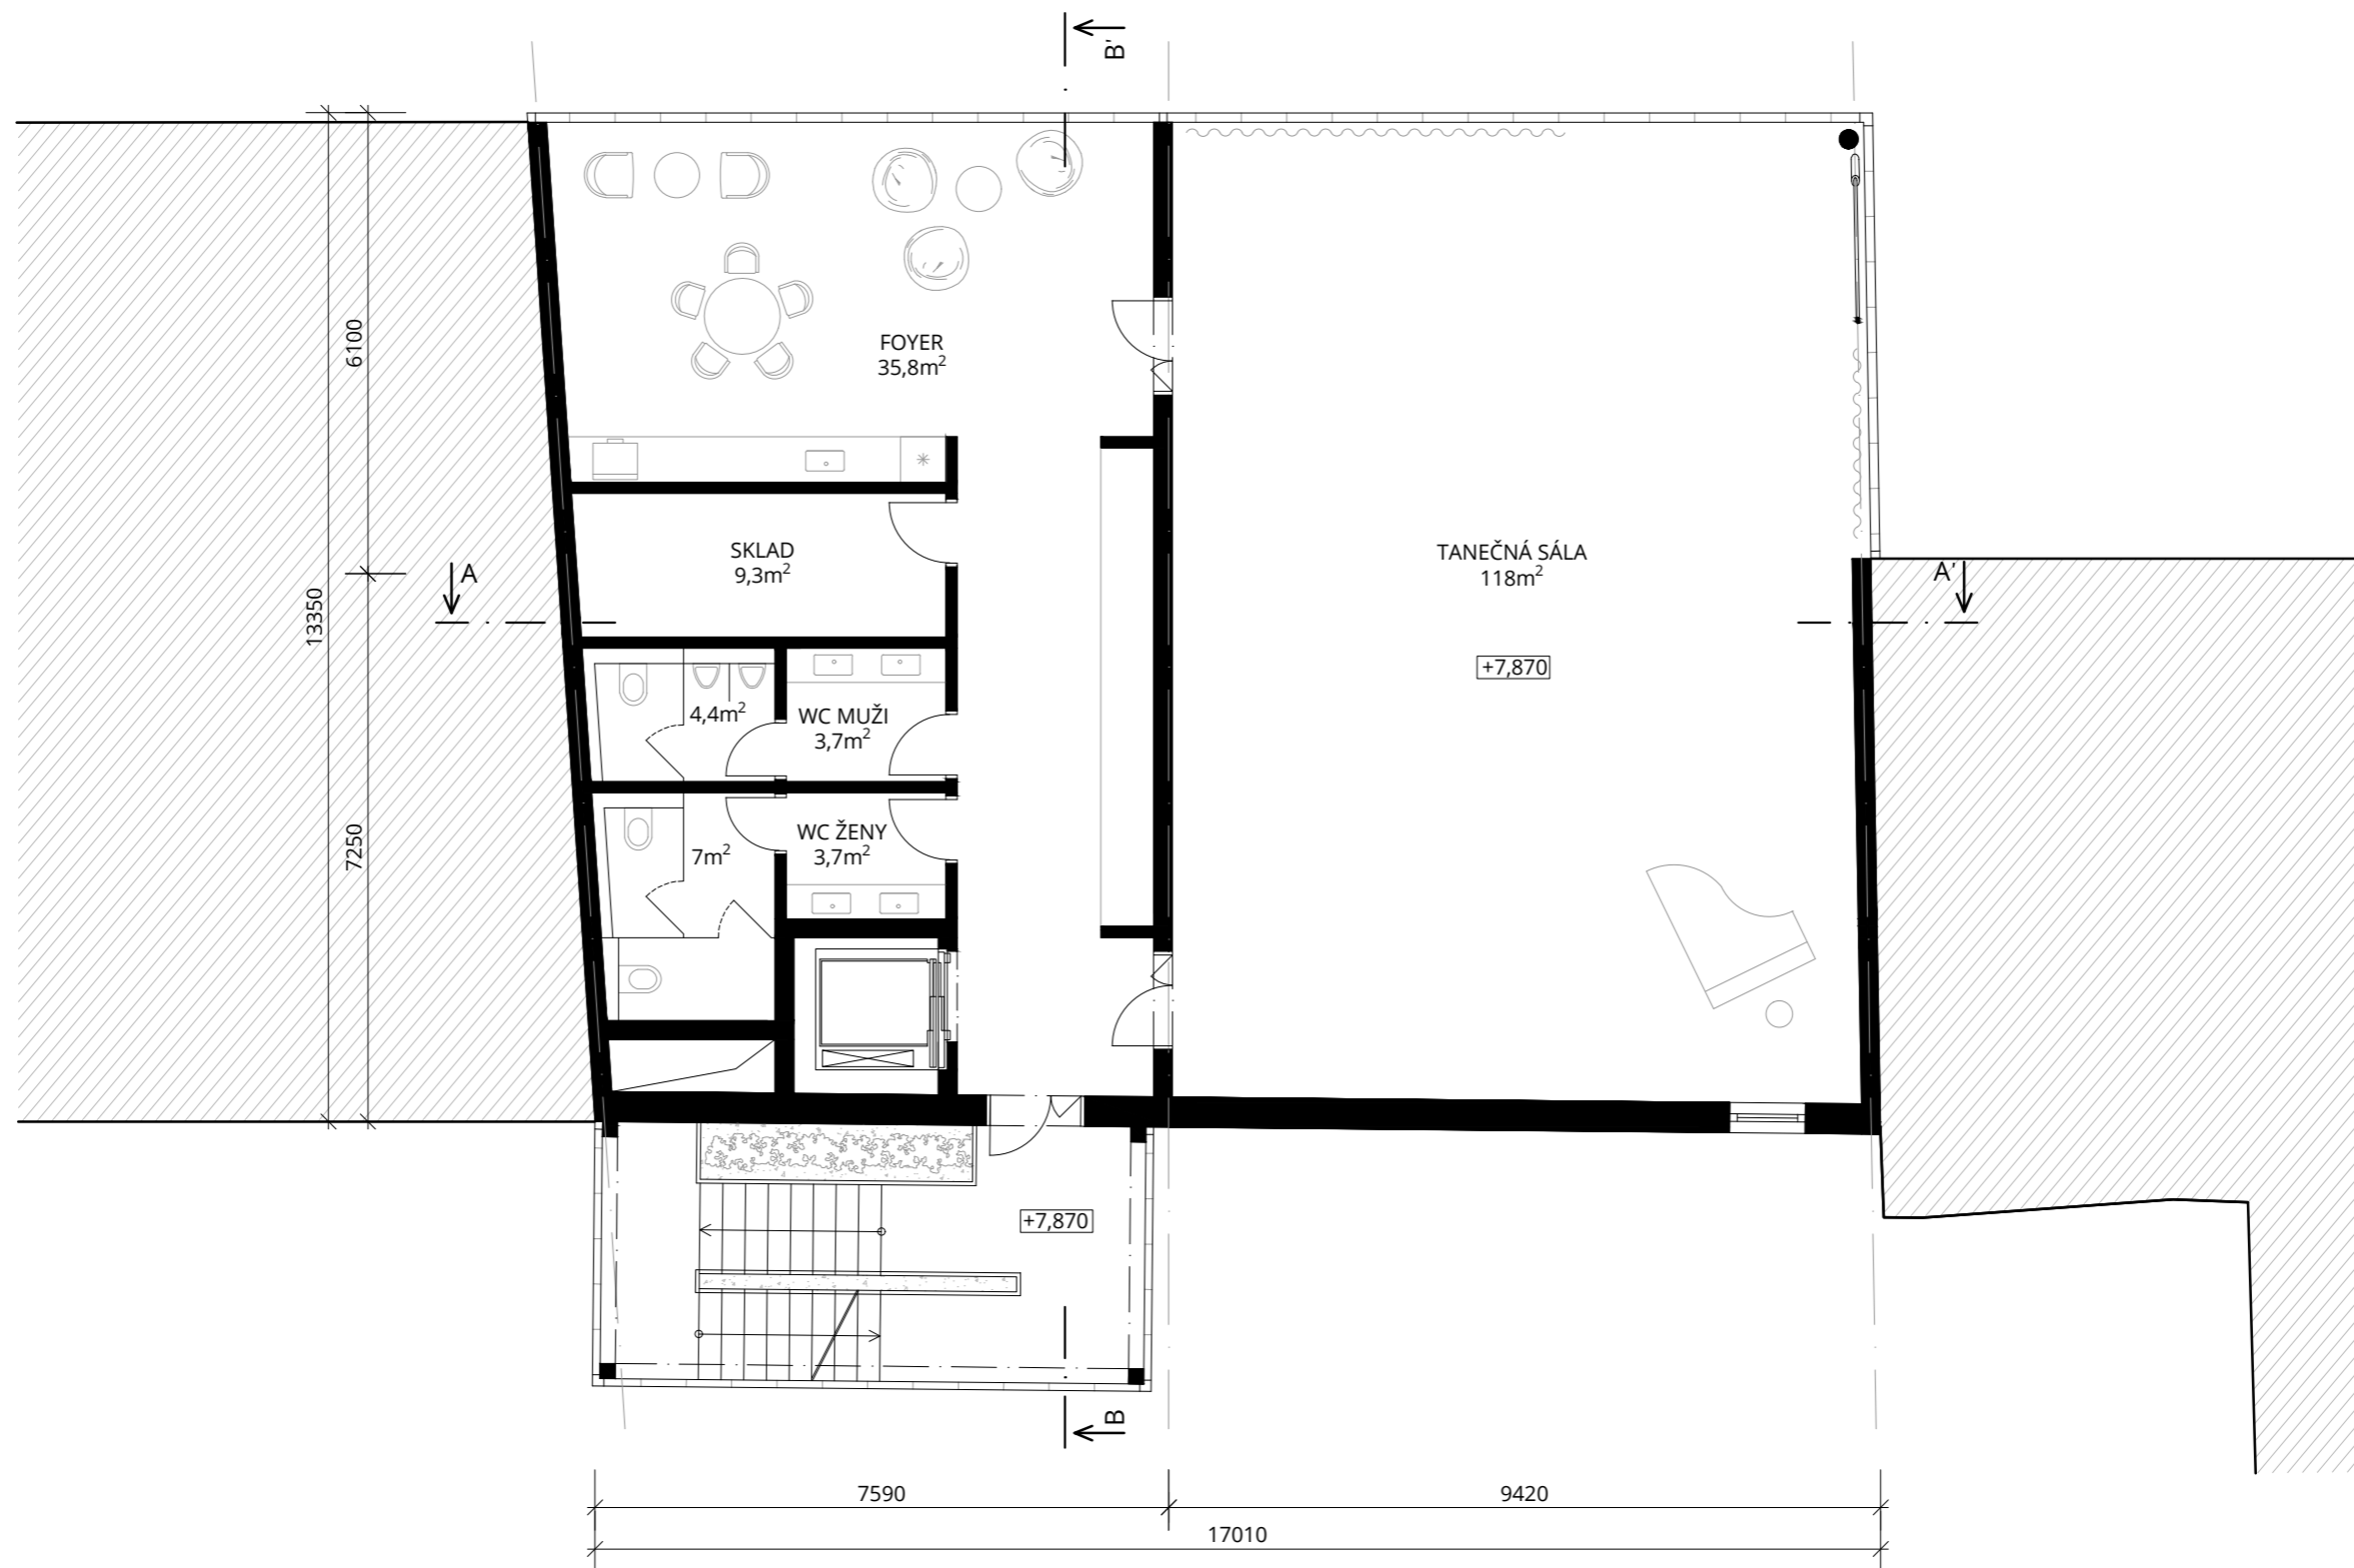 B'
6100
13350
7250
FOYER
35,8m²
SKLAD
9,3m²
TANEČNÁ SÁLA
118m²
A
A'
+7,870
4,4m²
WC MUŽI
3,7m²
WC ŽENY
3,7m²
7m²
+7,870
B
7590
9420
17010